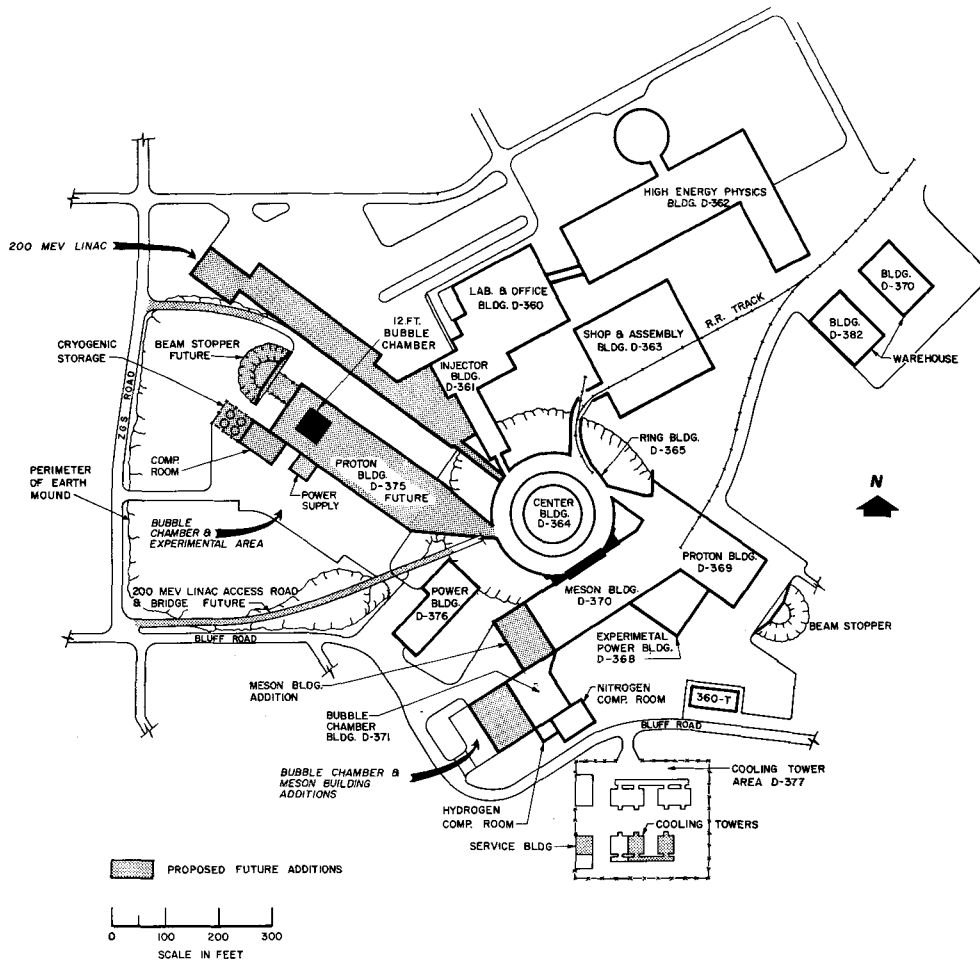 HIGH ENERGY PHYSICS
BLDG. D-362
200 MEV LINAC
LAB. & OFFICE
BLDG. D-360
BLDG.
D-370
12.FT.
BUBBLE
CHAMBER
R.R. TRACK
BLDG.
D-382
CRYOGENIC
STORAGE
BEAM STOPPER
FUTURE
SHOP & ASSEMBLY
BLDG. D-363
WAREHOUSE
INJECTOR
BLDG.
D-361
ZGS ROAD
RING BLDG.
D-365
COMP.
ROOM
PROTON
BLDG.
D-375
FUTURE
PERIMETER
OF EARTH
MOUND
POWER
SUPPLY
CENTER
BLDG.
D-364
N
BUBBLE
CHAMBER &
EXPERIMENTAL AREA
PROTON BLDG.
D-369
200 MEV LINAC ACCESS ROAD
& BRIDGE FUTURE
POWER
BLDG.
D-376
MESON BLDG.
D-370
BLUFF ROAD
BEAM STOPPER
EXPERIMETAL
POWER BLDG.
D-368
MESON BLDG.
ADDITION
NITROGEN
COMP. ROOM
360-T
BUBBLE
CHAMBER
BLDG. D-371
BLUFF ROAD
BUBBLE CHAMBER &
MESON BUILDING
ADDITIONS
COOLING TOWER
AREA D-377
HYDROGEN
COMP. ROOM
COOLING TOWERS
SERVICE BLDG
PROPOSED FUTURE ADDITIONS
0 100 200 300
SCALE IN FEET